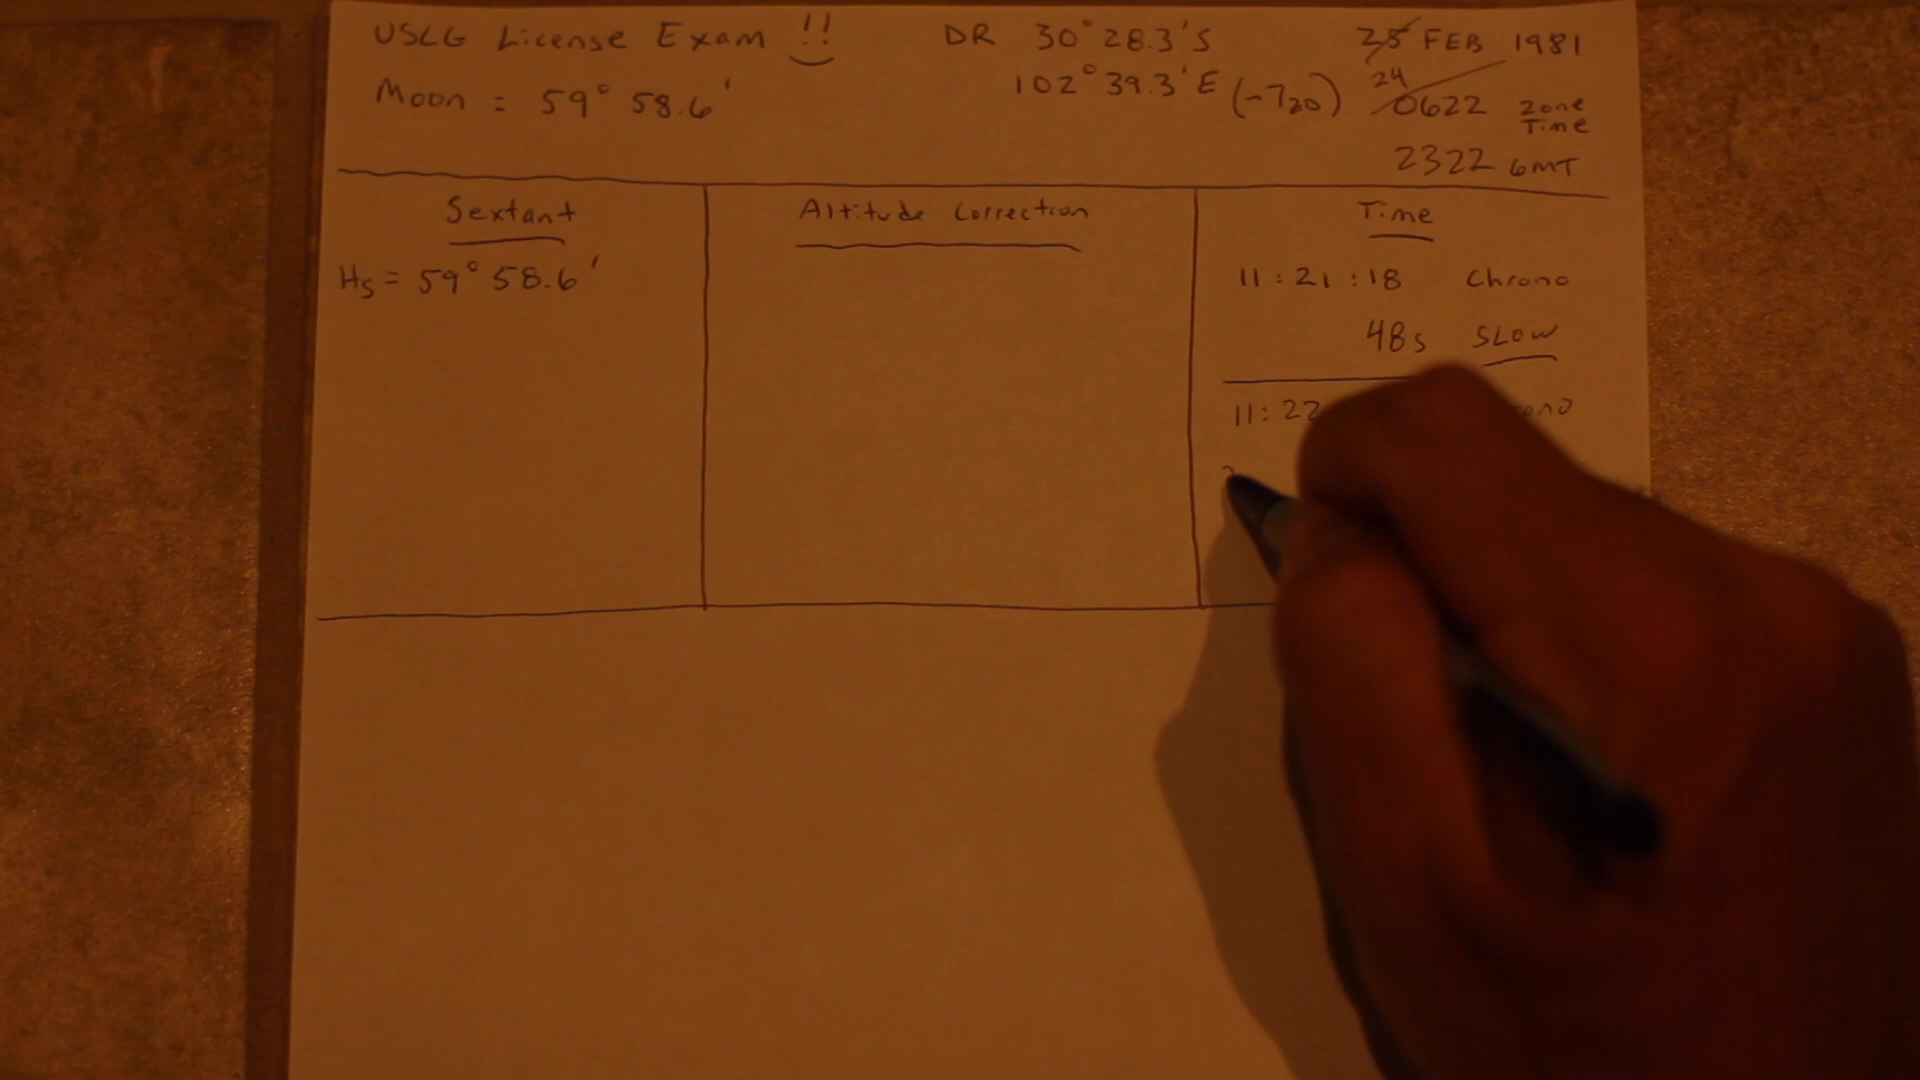 USCG License Exam !!
Moon = 59° 58.6'
DR 30° 28.3' S
102° 39.3' E (-7
25 FEB 1981
24
0622 Zone Time
2322 GMT
Sextant
Hs = 59° 58.6'
Altitude Correction
Time
11 : 21 : 18 Chrono
48s SLOW
11 : 22